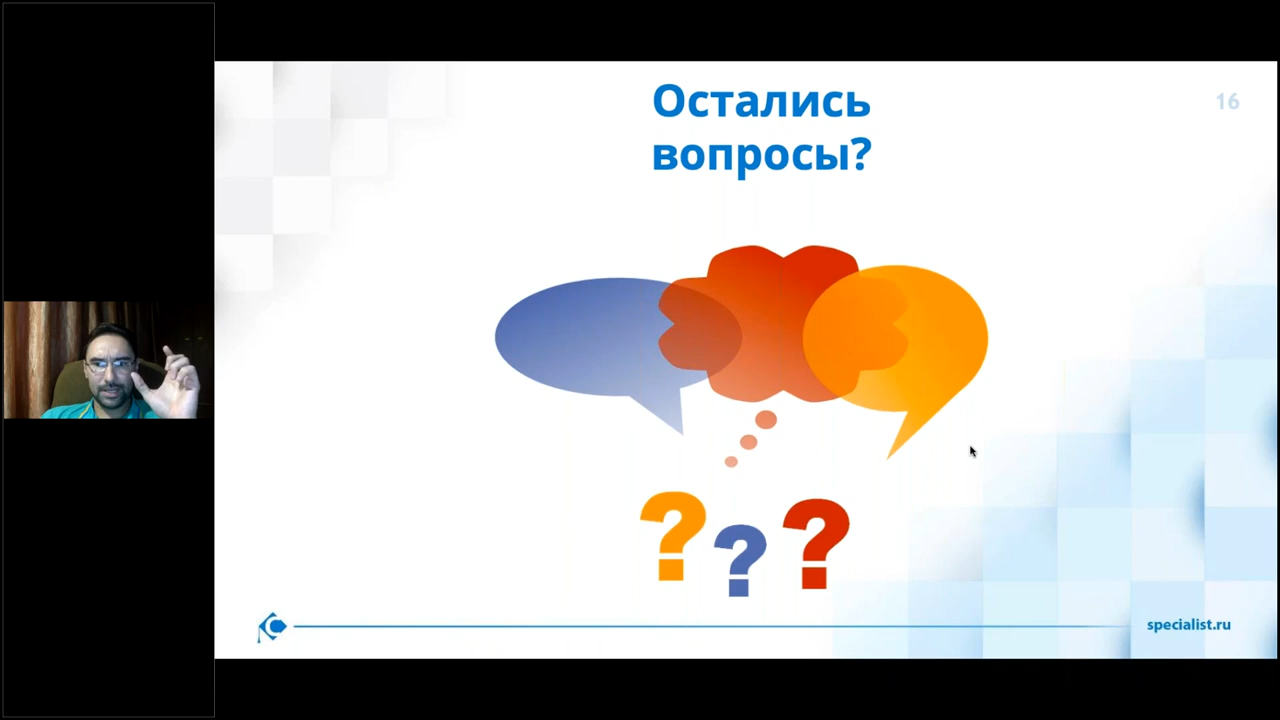 Остались
16
вопросы?
? ? ?
specialist.ru